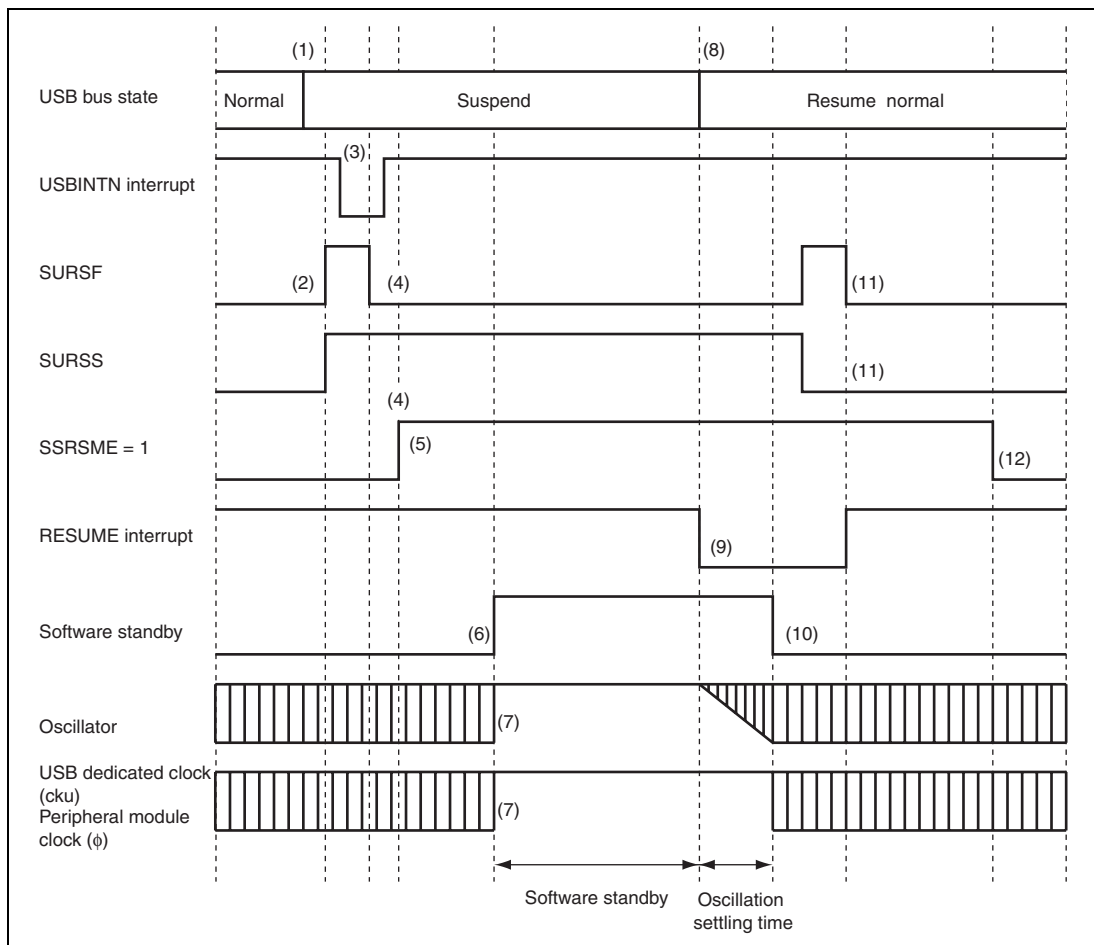 (1)
(8)
USB bus state
Normal
Suspend
Resume normal
(3)
USBINTN interrupt
SURSF
(2)
(4)
(11)
SURSS
(11)
(4)
SSRSME = 1
(5)
(12)
RESUME interrupt
(9)
Software standby
(6)
(10)
Oscillator
(7)
USB dedicated clock
(cku)
Peripheral module
clock (ϕ)
(7)
Software standby
Oscillation
settling time